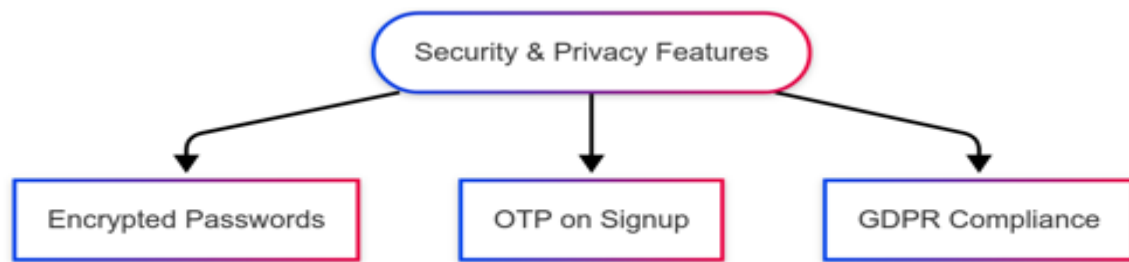 Security & Privacy Features
Encrypted Passwords
OTP on Signup
GDPR Compliance